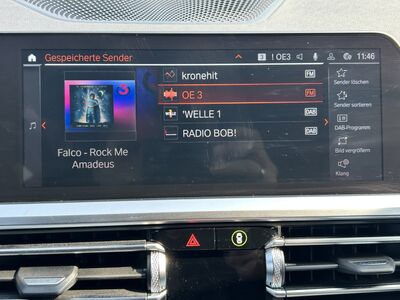 Gespeicherte Sender
3 ! OE3 11:46
3
Falco - Rock Me
Amadeus
kronehit FM
OE 3 FM
'WELLE 1 DAB
RADIO BOB! DAB
Sender löschen
Sender sortieren
DAB-Programm
Bild vergrößern
Klang